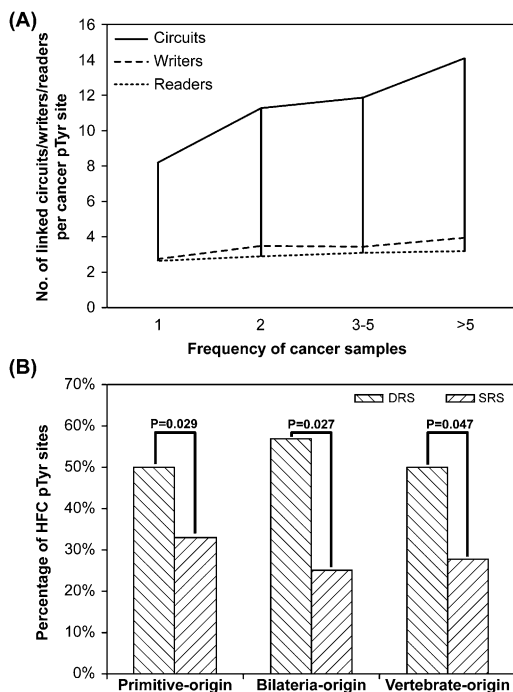 (A)
16
14
12
10
8
6
4
2
0
Circuits
Writers
Readers
No. of linked circuits/writers/readers
per cancer pTyr site
1 2 3-5 >5
Frequency of cancer samples
(B)
70%
60%
50%
40%
30%
20%
10%
0%
DRS SRS
P=0.029 P=0.027 P=0.047
Percentage of HFC pTyr sites
Primitive-origin Bilateria-origin Vertebrate-origin